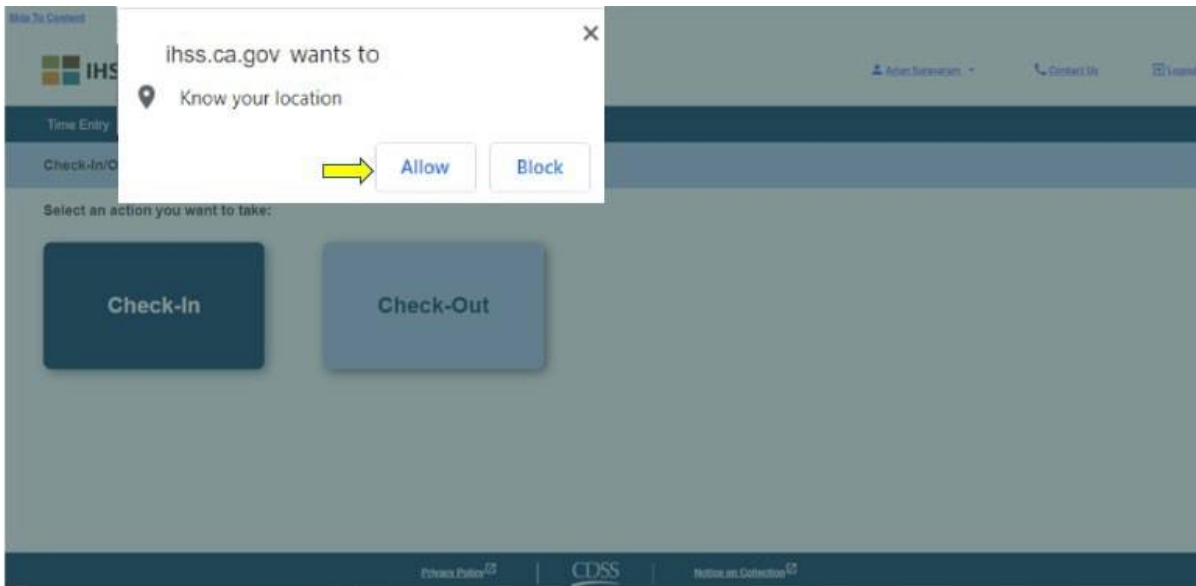 Skip To Content
ihss.ca.gov wants to
Know your location
Allow
Block
IHS
Contact Us
Time Entry
Check-In/O
Select an action you want to take:
Check-In
Check-Out
Privacy Policy
CDSS
Notice on Collection